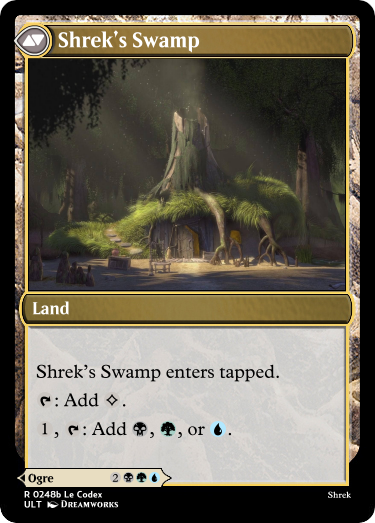 Shrek's Swamp
Land
Shrek's Swamp enters tapped.
: Add .
1 , : Add , , or .
Ogre 2
R 0248b Le Codex Shrek
ULT DREAMWORKS